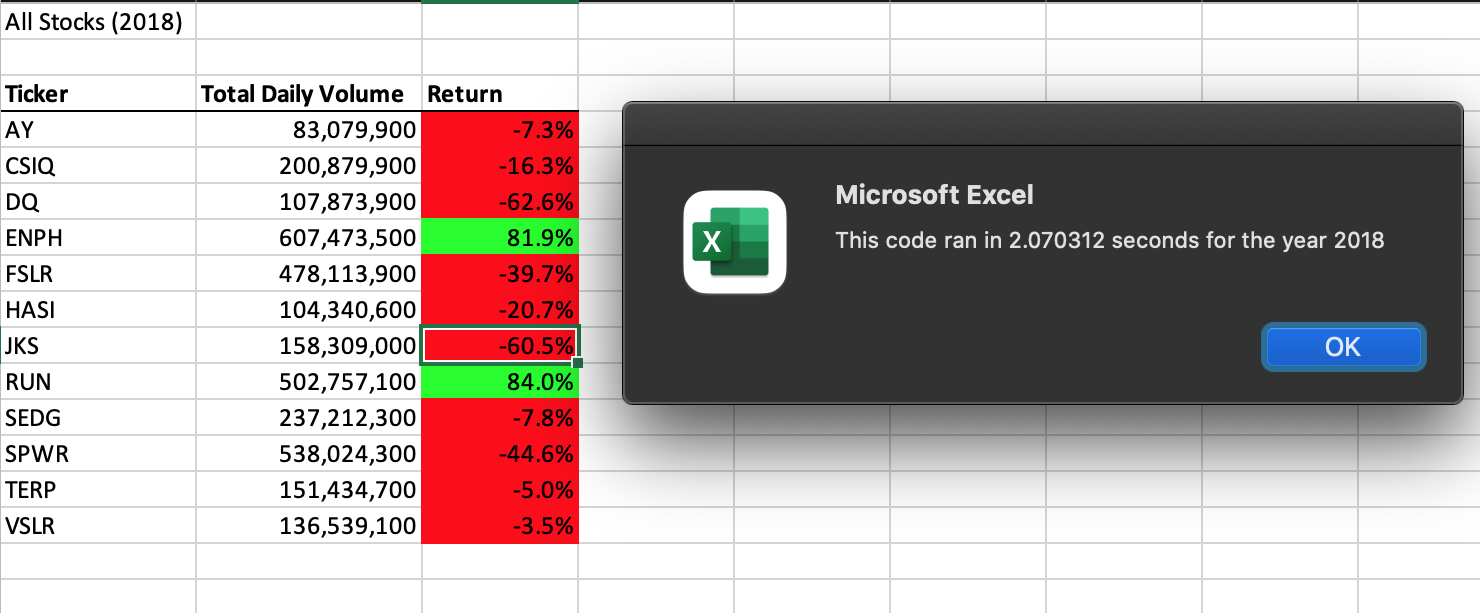 All Stocks (2018)
Ticker Total Daily Volume Return
AY 83,079,900 -7.3%
CSIQ 200,879,900 -16.3%
DQ 107,873,900 -62.6%
ENPH 607,473,500 81.9%
FSLR 478,113,900 -39.7%
HASI 104,340,600 -20.7%
JKS 158,309,000 -60.5%
RUN 502,757,100 84.0%
SEDG 237,212,300 -7.8%
SPWR 538,024,300 -44.6%
TERP 151,434,700 -5.0%
VSLR 136,539,100 -3.5%
X
Microsoft Excel
This code ran in 2.070312 seconds for the year 2018
OK